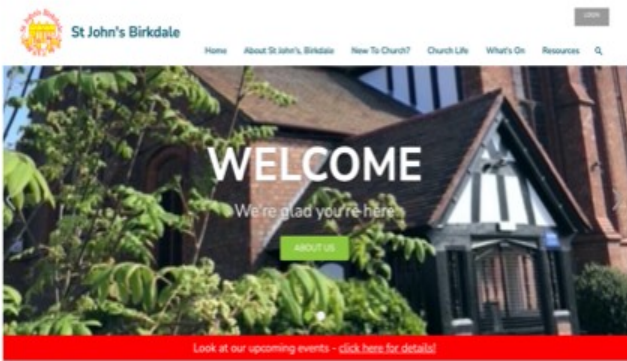 LOGIN
St John's Birkdale
Home About St John's, Birkdale New To Church? Church Life What's On Resources
WELCOME
We're glad you're here
ABOUT US
Look at our upcoming events - click here for details!